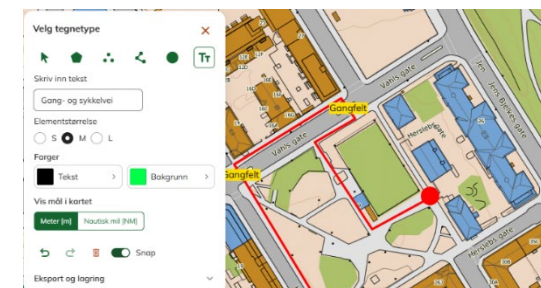 Velg tegnetype
Tт
Skriv inn tekst
Gang- og sykkelvei
Elementstørrelse
S M L
Farger
Tekst
Bakgrunn
Vis mål i kartet
Meter (m) Nautisk mil (NM)
Snap
Eksport og lagring
Vahls gate
Gangfelt
Vahls gate
Gangfelt
Herslebs gate
Jens Bjelkes gate
Jen
Herslebs gate